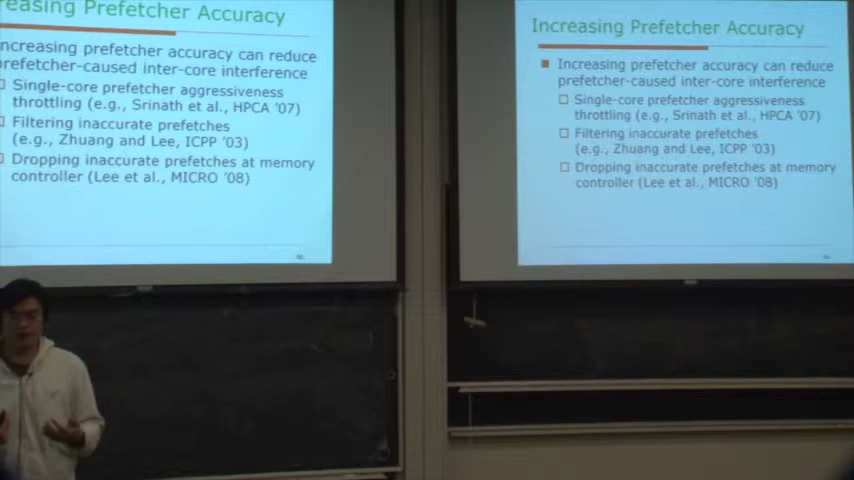 reasing Prefetcher Accuracy
ncreasing prefetcher accuracy can reduce
prefetcher-caused inter-core interference
Single-core prefetcher aggressiveness
throttling (e.g., Srinath et al., HPCA '07)
Filtering inaccurate prefetches
(e.g., Zhuang and Lee, ICPP '03)
Dropping inaccurate prefetches at memory
controller (Lee et al., MICRO '08)
Increasing Prefetcher Accuracy
Increasing prefetcher accuracy can reduce
prefetcher-caused inter-core interference
Single-core prefetcher aggressiveness
throttling (e.g., Srinath et al., HPCA '07)
Filtering inaccurate prefetches
(e.g., Zhuang and Lee, ICPP '03)
Dropping inaccurate prefetches at memory
controller (Lee et al., MICRO '08)